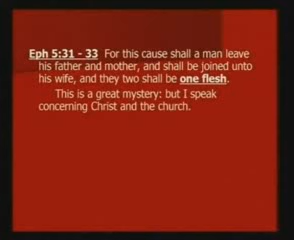 Eph 5:31 - 33 For this cause shall a man leave
his father and mother, and shall be joined unto
his wife, and they two shall be one flesh.
This is a great mystery: but I speak
concerning Christ and the church.